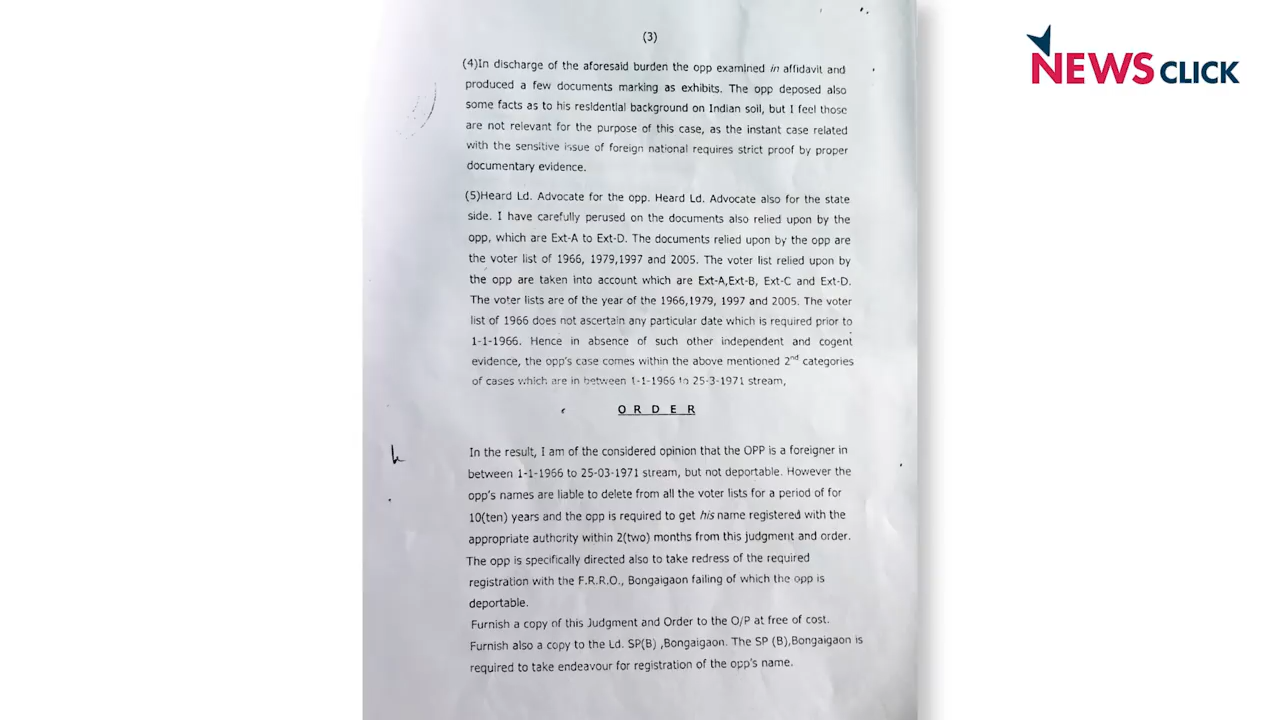 NEWSCLICK
(3)
(4)In discharge of the aforesaid burden the opp examined in affidavit and
produced a few documents marking as exhibits. The opp deposed also
some facts as to his residential background on Indian soil, but I feel those
are not relevant for the purpose of this case, as the instant case related
with the sensitive issue of foreign national requires strict proof by proper
documentary evidence.
(5)Heard Ld. Advocate for the opp. Heard Ld. Advocate also for the state
side. I have carefully perused on the documents also relied upon by the
opp, which are Ext-A to Ext-D. The documents relied upon by the opp are
the voter list of 1966, 1979,1997 and 2005. The voter list relied upon by
the opp are taken into account which are Ext-A,Ext-B, Ext-C and Ext-D.
The voter lists are of the year of the 1966,1979, 1997 and 2005. The voter
list of 1966 does not ascertain any particular date which is required prior to
1-1-1966. Hence in absence of such other independent and cogent
evidence, the opp's case comes within the above mentioned 2nd categories
of cases which are in between 1-1-1966 to 25-3-1971 stream,
O R D E R
In the result, I am of the considered opinion that the OPP is a foreigner in
between 1-1-1966 to 25-03-1971 stream, but not deportable. However the
opp's names are liable to delete from all the voter lists for a period of for
10(ten) years and the opp is required to get his name registered with the
appropriate authority within 2(two) months from this judgment and order.
The opp is specifically directed also to take redress of the required
registration with the F.R.R.O., Bongaigaon failing of which the opp is
deportable.
Furnish a copy of this Judgment and Order to the O/P at free of cost.
Furnish also a copy to the Ld. SP(B) ,Bongaigaon. The SP (B),Bongaigaon is
required to take endeavour for registration of the opp's name.